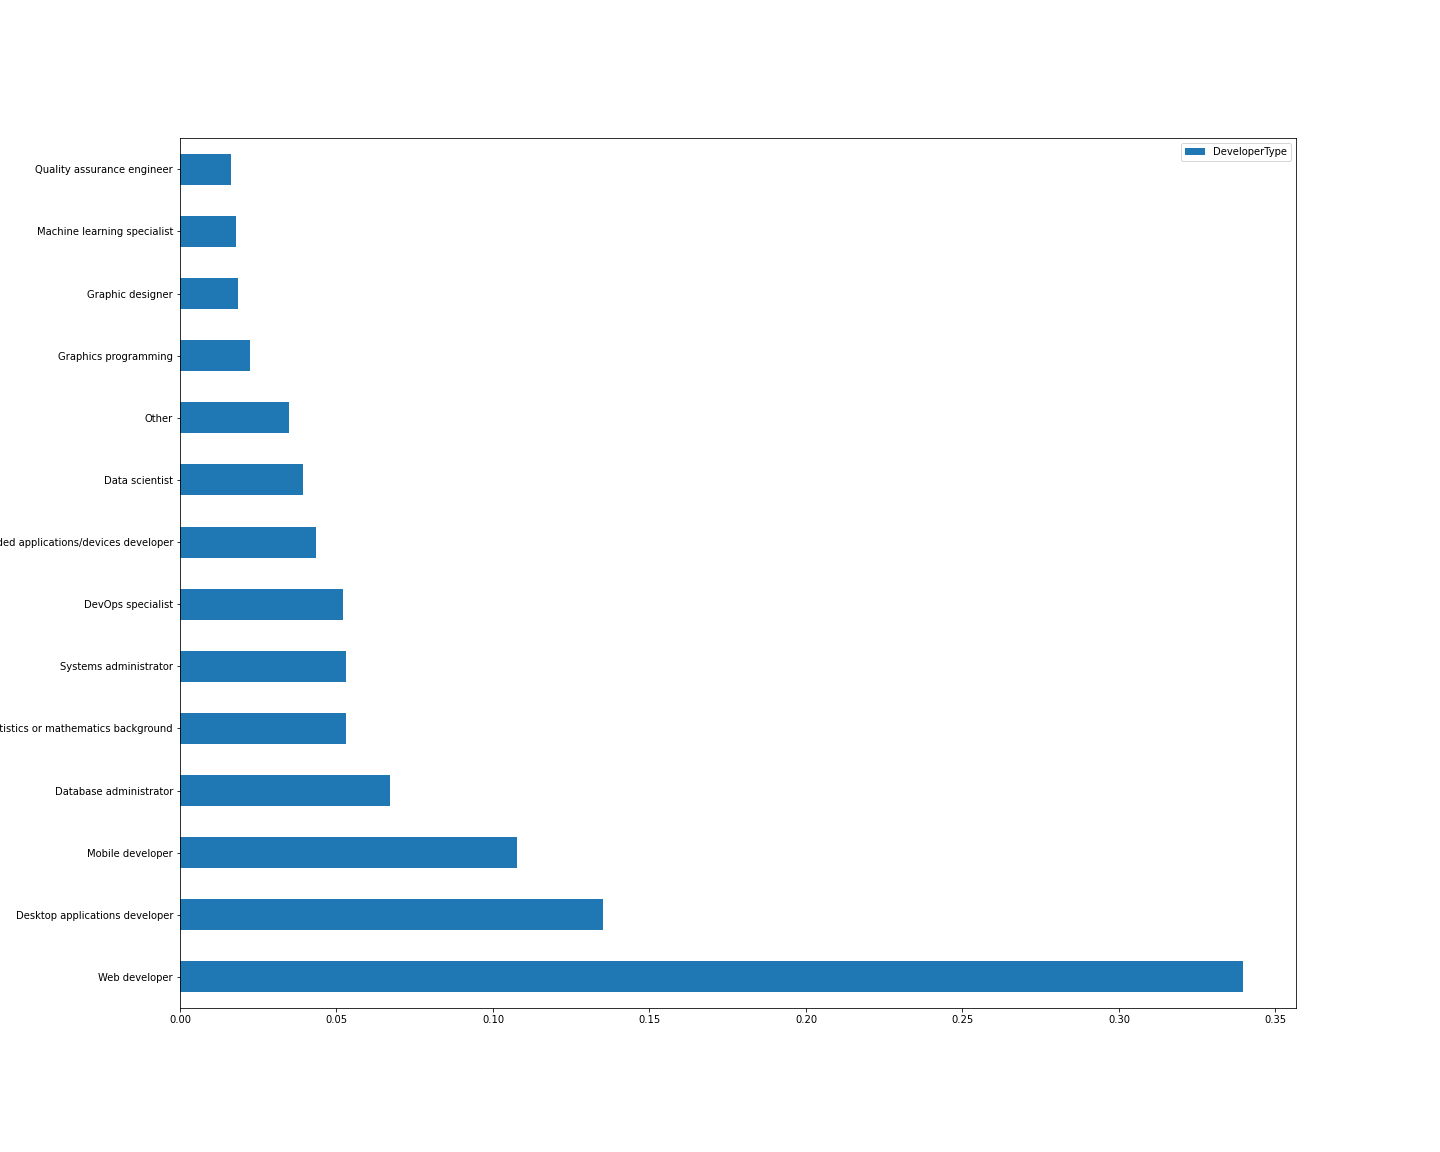 DeveloperType
Quality assurance engineer
Machine learning specialist
Graphic designer
Graphics programming
Other
Data scientist
applications/devices developer
DevOps specialist
Systems administrator
or mathematics background
Database administrator
Mobile developer
Desktop applications developer
Web developer
0.00 0.05 0.10 0.15 0.20 0.25 0.30 0.35